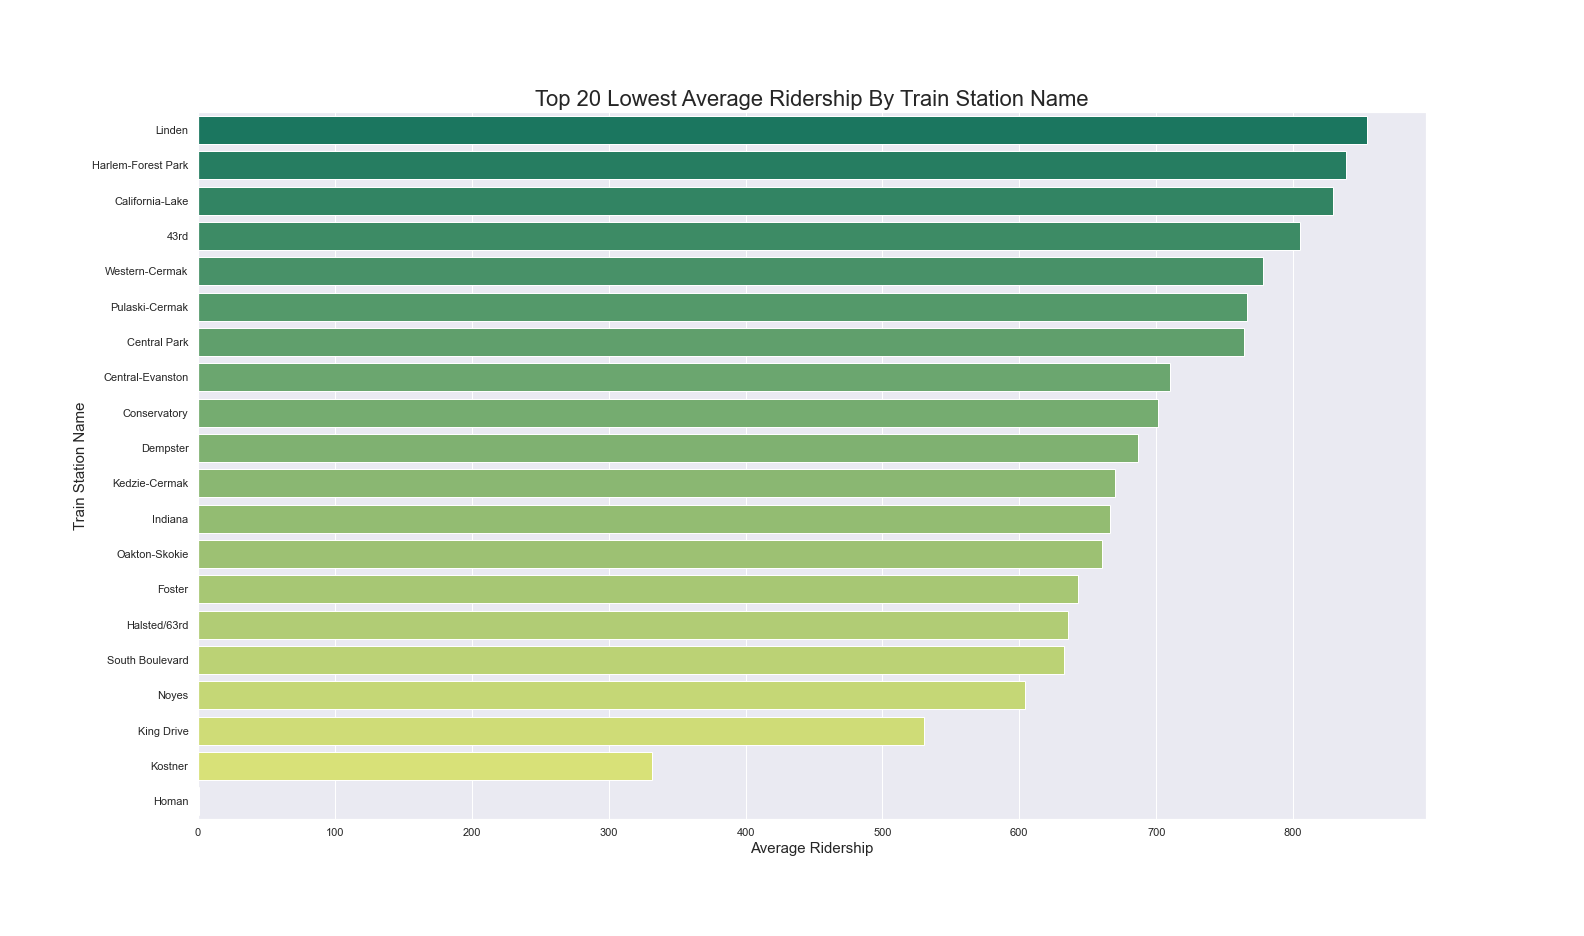 Top 20 Lowest Average Ridership By Train Station Name
Train Station Name
Linden
Harlem-Forest Park
California-Lake
43rd
Western-Cermak
Pulaski-Cermak
Central Park
Central-Evanston
Conservatory
Dempster
Kedzie-Cermak
Indiana
Oakton-Skokie
Foster
Halsted/63rd
South Boulevard
Noyes
King Drive
Kostner
Homan
0 100 200 300 400 500 600 700 800
Average Ridership